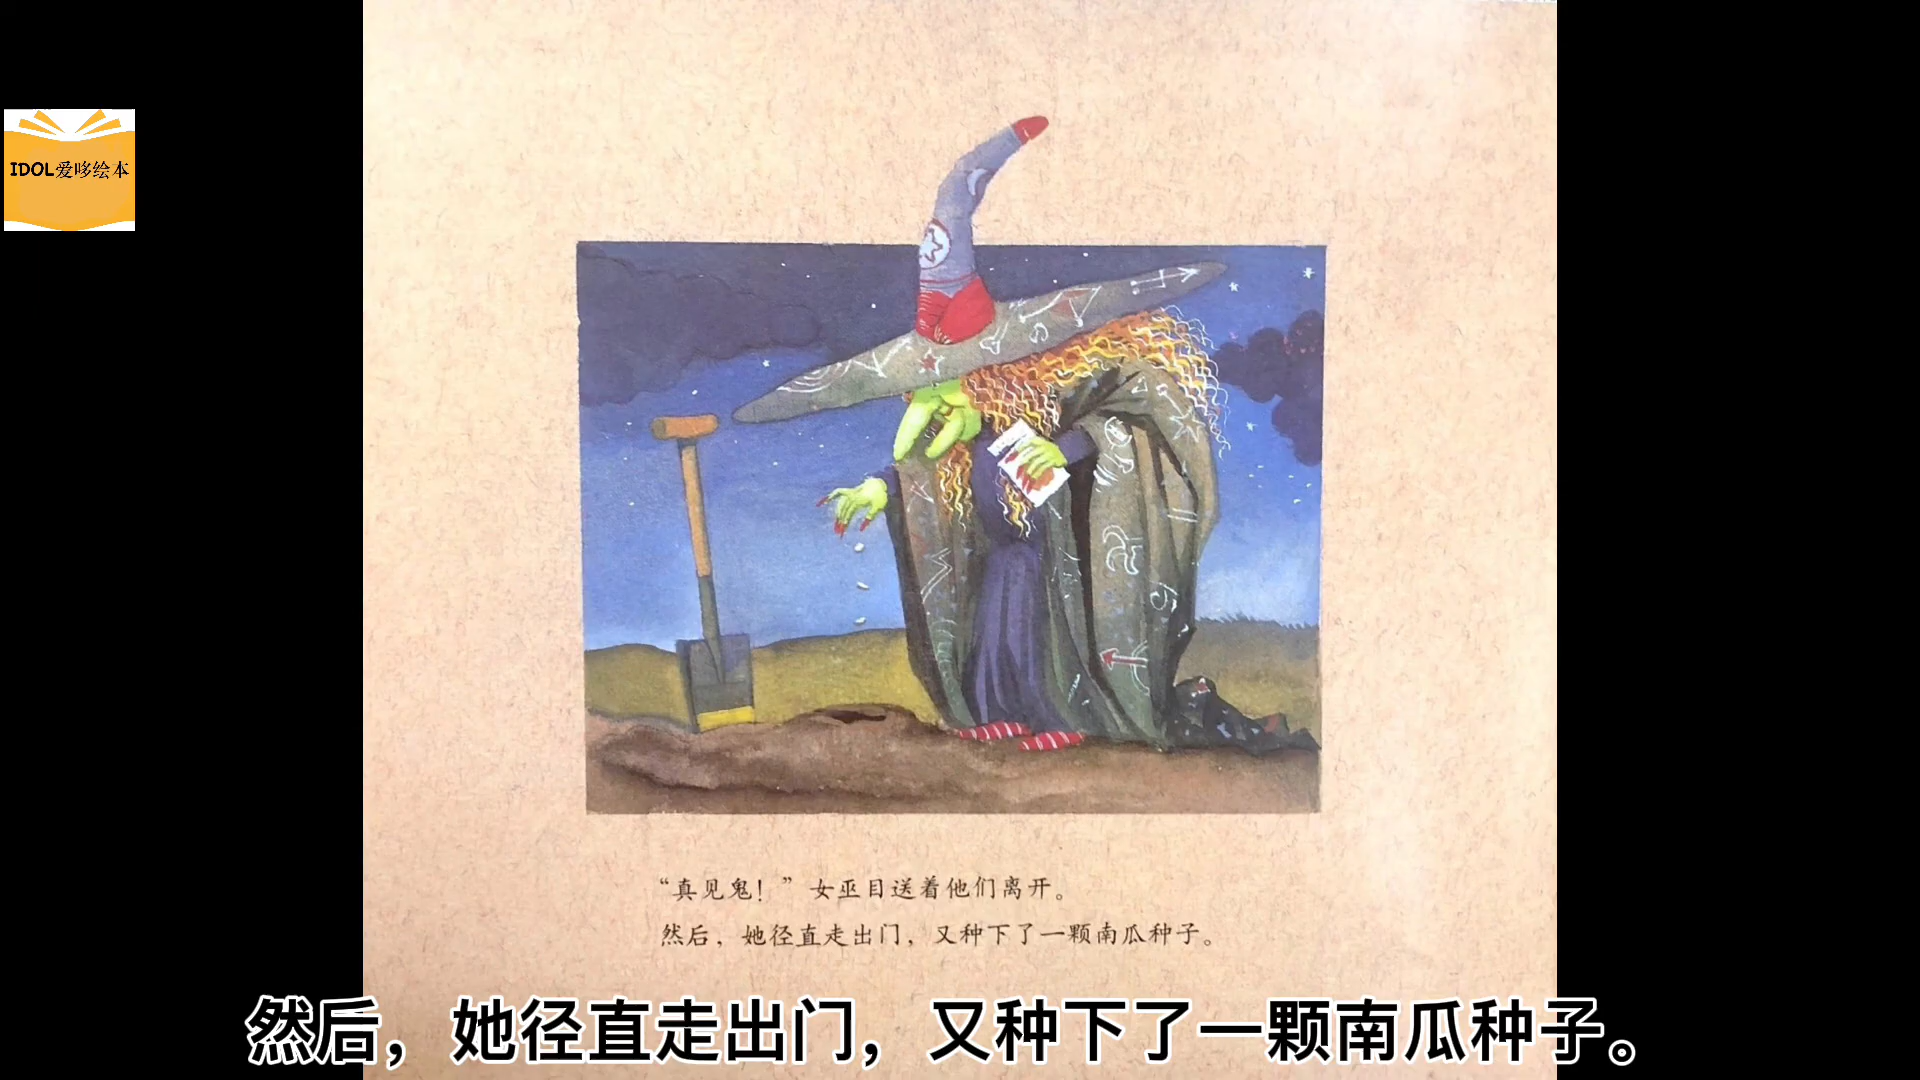 IDOL爱哆绘本
“真见鬼！”女巫目送着他们离开。
然后，她径直走出门，又种下了一颗南瓜种子。
然后，她径直走出门，又种下了一颗南瓜种子。